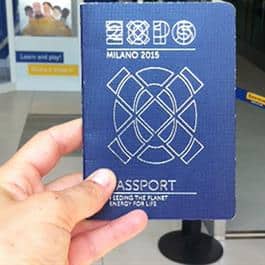 Learn and play!
EXPO
MILANO 2015
PASSPORT
FEEDING THE PLANET
ENERGY FOR LIFE